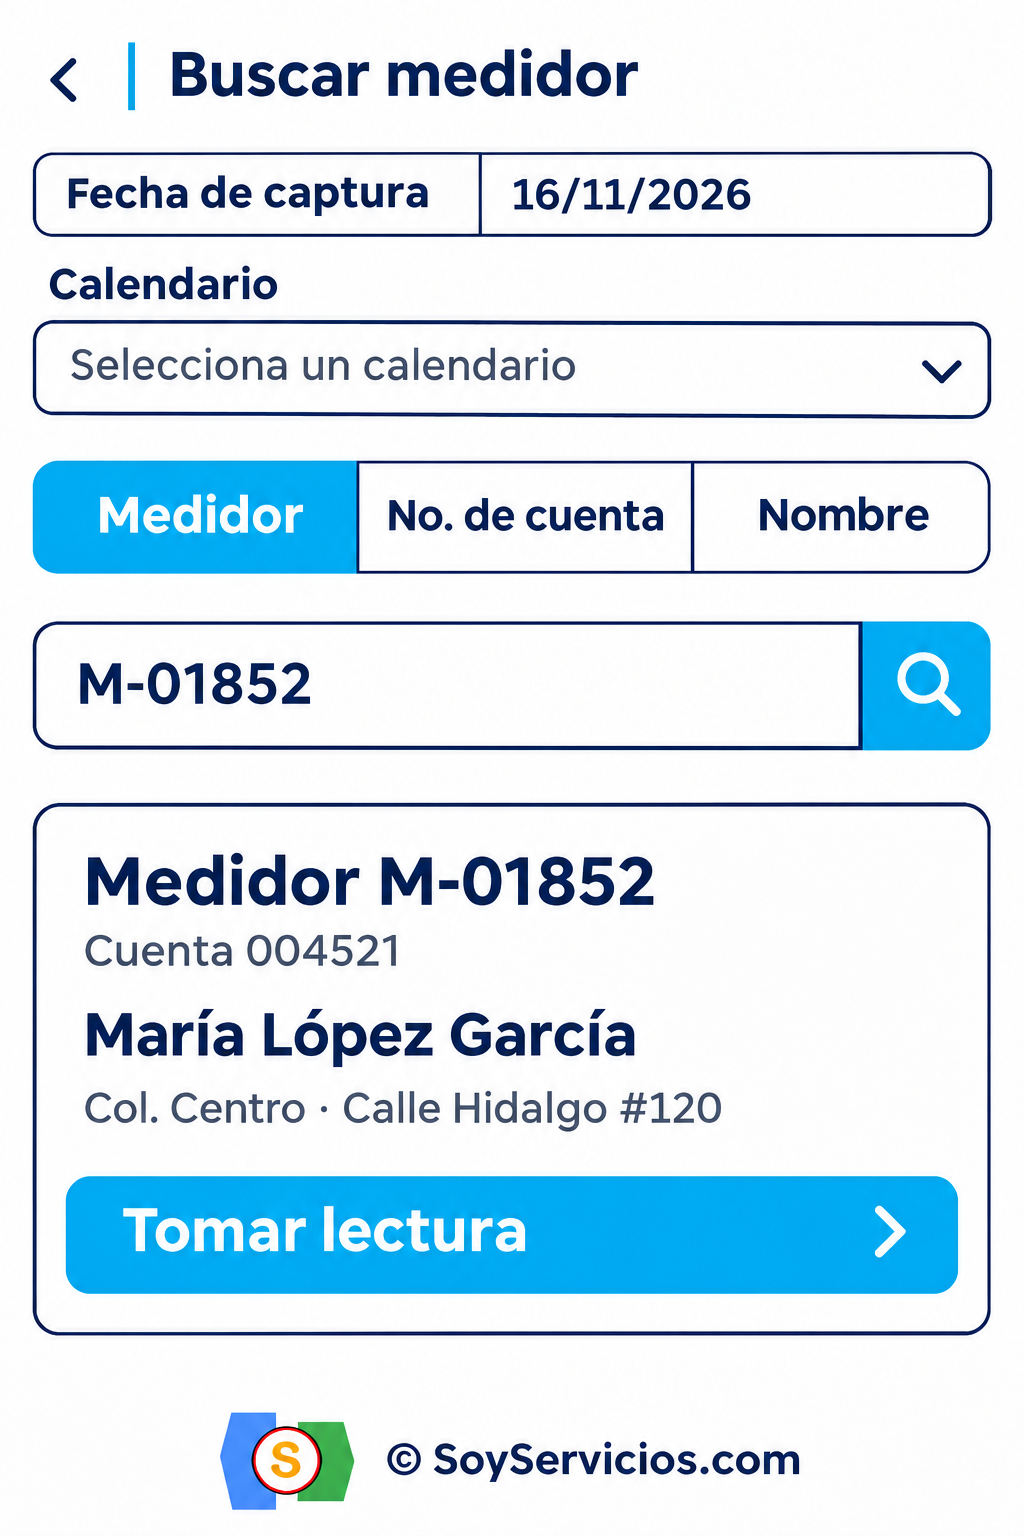 Buscar medidor
Fecha de captura 16/11/2026
Calendario
Selecciona un calendario
Medidor No. de cuenta Nombre
M-01852
Medidor M-01852
Cuenta 004521
María López García
Col. Centro · Calle Hidalgo #120
Tomar lectura
S © SoyServicios.com